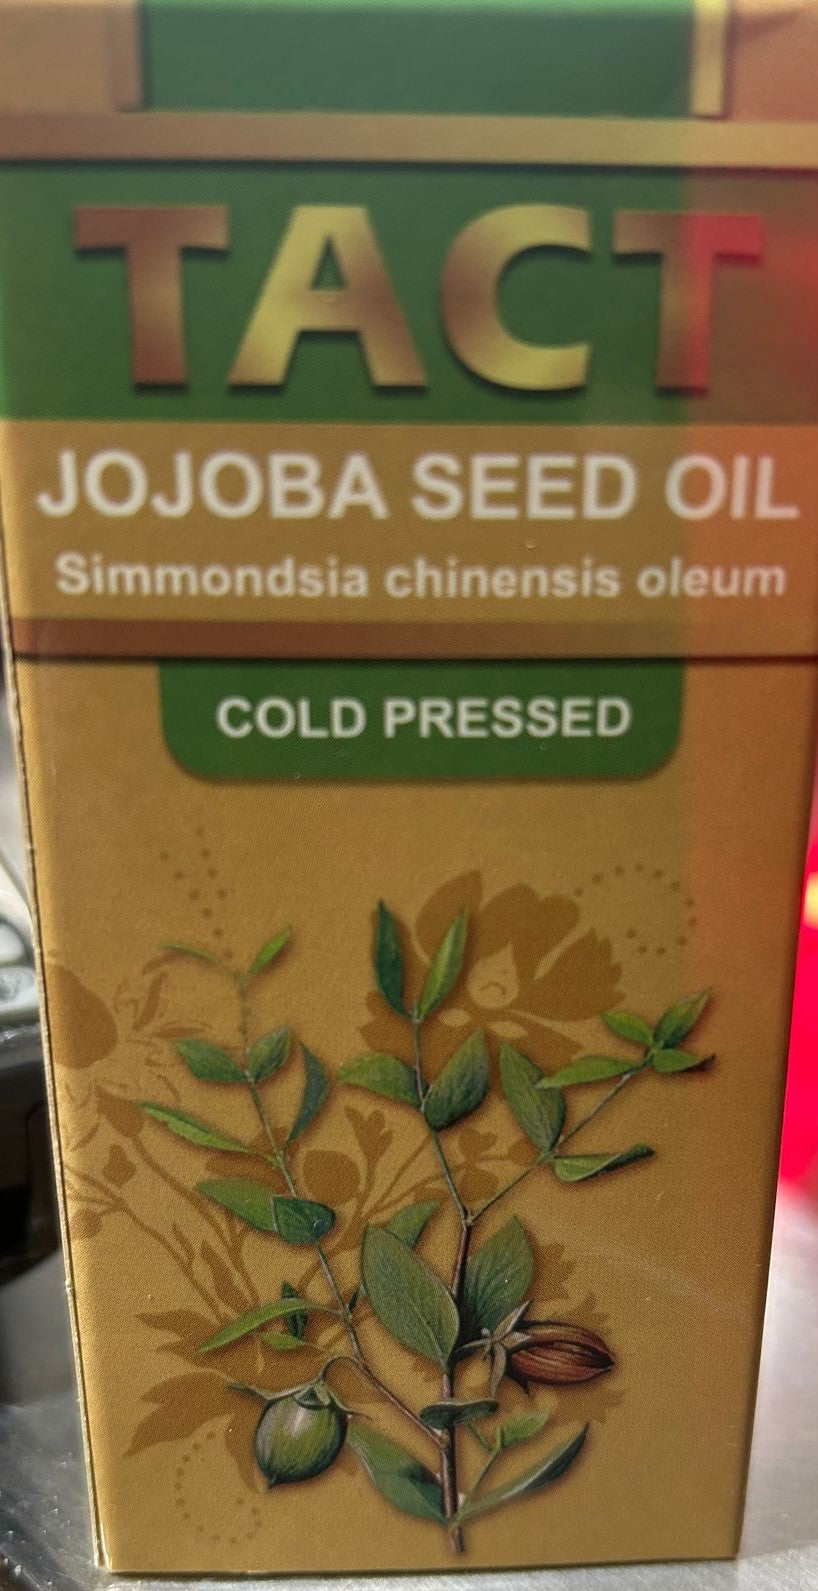 TACT
JOJOBA SEED OIL
Simmondsia chinensis oleum
COLD PRESSED